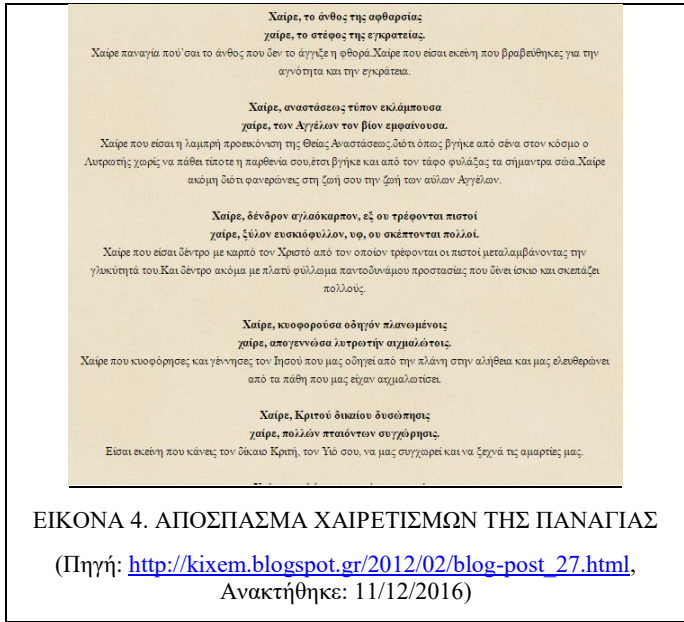 Χαίρε, το άνθος της αφθαρσίας
χαίρε, το στέφος της εγκρατείας.
Χαίρε παναγία πού'σαι το άνθος που δεν το άγγιξε η φθορά.Χαίρε που είσαι εκείνη που βραβεύθηκες για την
αγνότητα και την εγκράτεια.
Χαίρε, αναστάσεως τύπον εκλάμπουσα
χαίρε, των Αγγέλων τον βίον εμφαίνουσα.
Χαίρε που είσαι η λαμπρή προεικόνιση της Θείας Αναστάσεως.διότι όπως βγήκε από σένα στον κόσμο ο
Λυτρωτής χωρίς να πάθει τίποτε η παρθενία σου,έτσι βγήκε και από τον τάφο φυλάξας τα σήμαντρα σώα.Χαίρε
ακόμη διότι φανερώνεις στη ζωή σου την ζωή των αύλων Αγγέλων.
Χαίρε, δένδρον αγλαόκαρπον, εξ ου τρέφονται πιστοί
χαίρε, ξύλον ευσκιόφυλλον, υφ, ου σκέπτονται πολλοί.
Χαίρε που είσαι δέντρο με καρπό τον Χριστό από τον οποίον τρέφονται οι πιστοί μεταλαμβάνοντας την
γλυκύτητά του.Και δέντρο ακόμα με πλατύ φύλλωμα παντοδυνάμου προστασίας που δίνει ίσκιο και σκεπάζει
πολλούς.
Χαίρε, κυοφορούσα οδηγόν πλανωμένοις
χαίρε, απογεννώσα λυτρωτήν αιχμαλώτοις.
Χαίρε που κυοφόρησες και γέννησες τον Ιησού που μας οδηγεί από την πλάνη στην αλήθεια και μας ελευθερώνει
από τα πάθη που μας είχαν αιχμαλωτίσει.
Χαίρε, Κριτού δικαίου δυσώπησις
χαίρε, πολλών πταιόντων συγχώρησις.
Είσαι εκείνη που κάνεις τον δίκαιο Κριτή, τον Υιό σου, να μας συγχωρεί και να ξεχνά τις αμαρτίες μας.
ΕΙΚΟΝΑ 4. ΑΠΟΣΠΑΣΜΑ ΧΑΙΡΕΤΙΣΜΩΝ ΤΗΣ ΠΑΝΑΓΙΑΣ
(Πηγή: http://kixem.blogspot.gr/2012/02/blog-post_27.html,
Ανακτήθηκε: 11/12/2016)